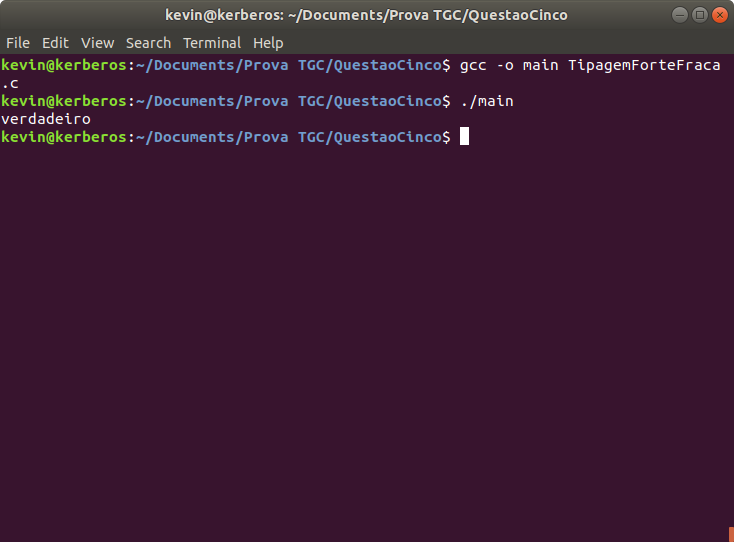 kevin@kerberos: ~/Documents/Prova TGC/QuestaoCinco
File Edit View Search Terminal Help
kevin@kerberos:~/Documents/Prova TGC/QuestaoCinco$ gcc -o main TipagemForteFraca
.c
kevin@kerberos:~/Documents/Prova TGC/QuestaoCinco$ ./main
verdadeiro
kevin@kerberos:~/Documents/Prova TGC/QuestaoCinco$